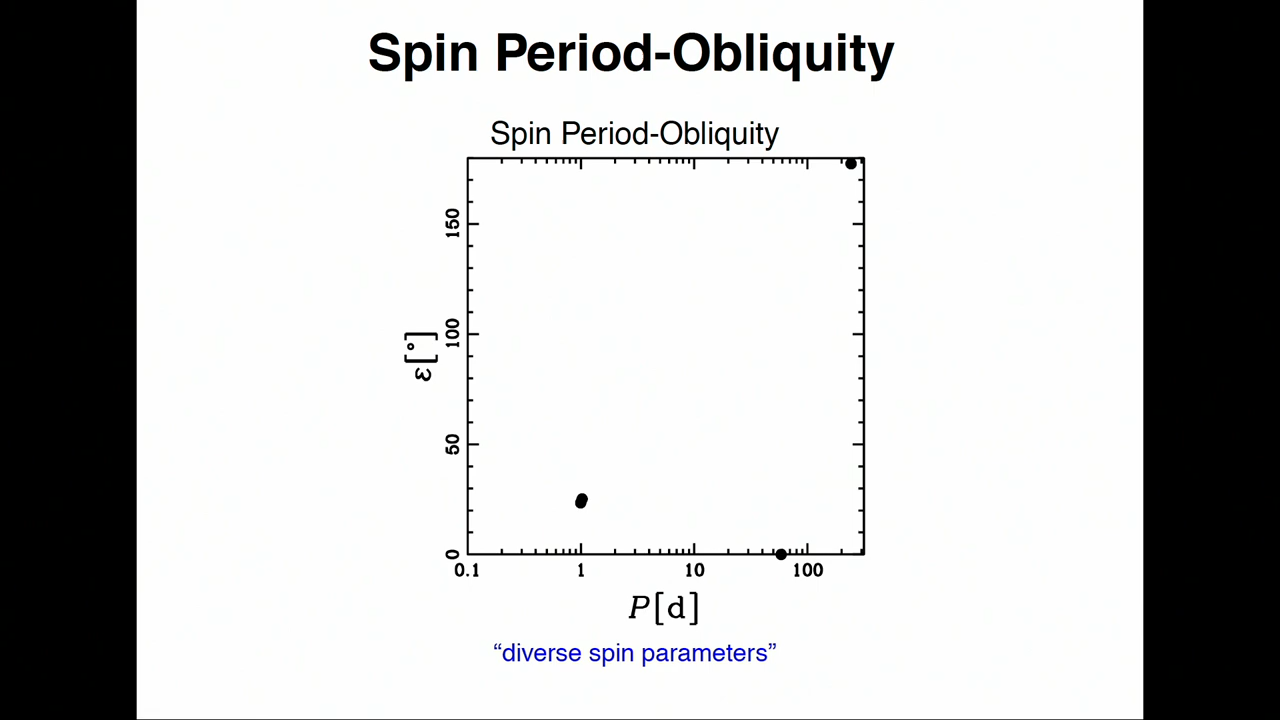 Spin Period-Obliquity
Spin Period-Obliquity
150
100
50
0
ε[°]
0.1 1 10 100
P[d]
“diverse spin parameters”